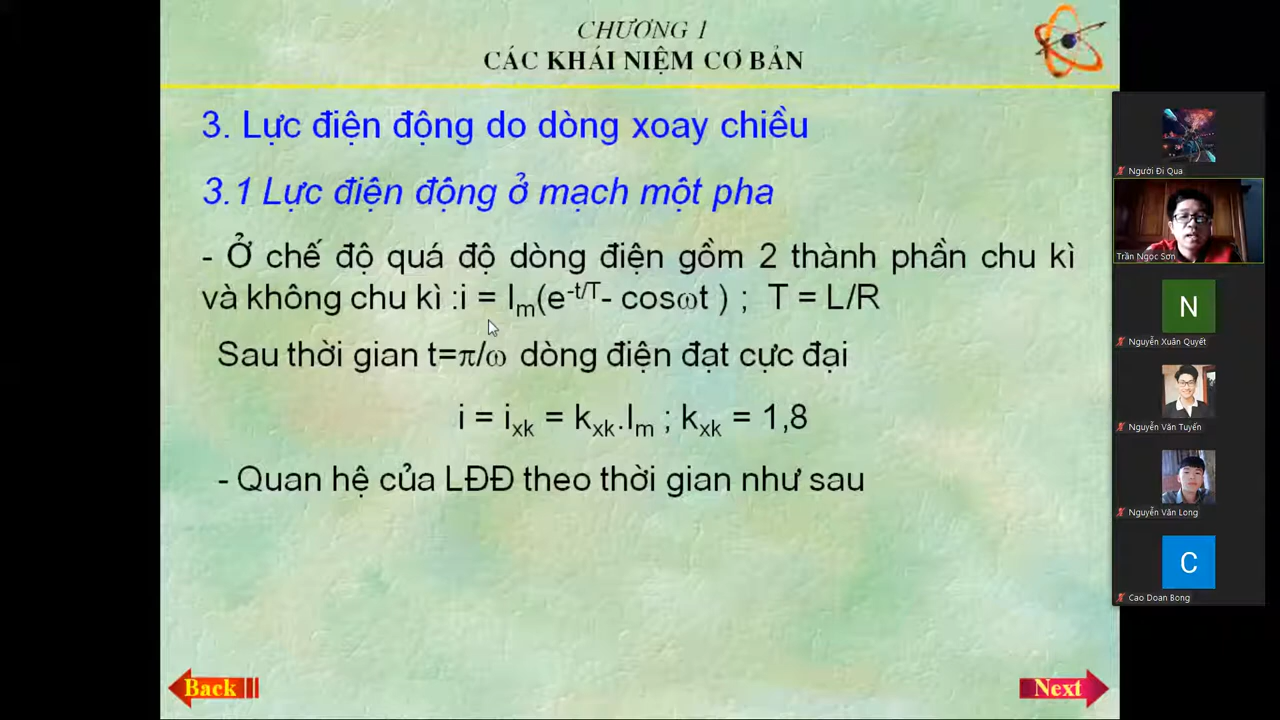 CHƯƠNG 1
CÁC KHÁI NIỆM CƠ BẢN
3. Lực điện động do dòng xoay chiều
3.1 Lực điện động ở mạch một pha
- Ở chế độ quá độ dòng điện gồm 2 thành phần chu kì
và không chu kì :i = Im(e-t/T- cosωt ) ; T = L/R
Sau thời gian t=π/ω dòng điện đạt cực đại
i = ixk = kxk.Im ; kxk = 1,8
- Quan hệ của LĐĐ theo thời gian như sau
Back
Next
Người Đi Qua
Trần Ngọc Sơn
N
Nguyễn Xuân Quyết
Nguyễn Văn Tuyến
Nguyễn Văn Long
C
Cao Doan Bong